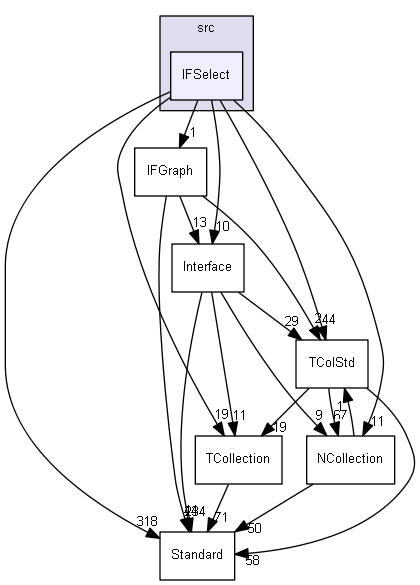 src
IFSelect
1
IFGraph
13
10
Interface
29
TColStd
19
11
9
19
1
67
11
TCollection
NCollection
318
71
50
Standard
58